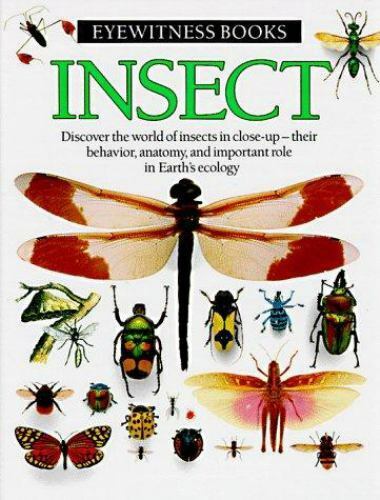 EYEWITNESS BOOKS
INSECT
Discover the world of insects in close-up – their
behavior, anatomy, and important role
in Earth's ecology